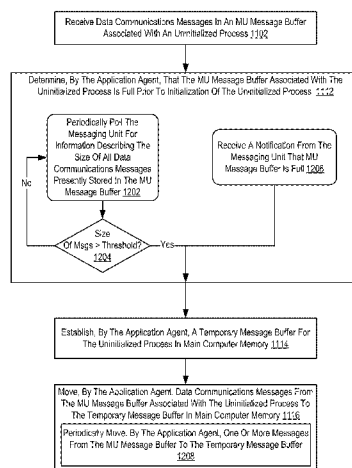 Receive Data Communications Messages In An MU Message Buffer
Associated With An Uninitialized Process 1102
Determine, By The Application Agent, That The MU Message Buffer Associated With The
Uninitialized Process Is Full Prior To Initialization Of The Uninitialized Process 1112
Periodically Poll The
Messaging Unit For
Information Describing The
Size Of All Data
Communications Messages
Presently Stored In The MU
Message Buffer 1202
Receive A Notification From The
Messaging Unit That MU
Message Buffer Is Full 1206
No
Size
Of Msgs > Threshold?
1204
Yes
Establish, By The Application Agent, A Temporary Message Buffer For
The Uninitialized Process In Main Computer Memory 1114
Move, By The Application Agent, Data Communications Messages From
The MU Message Buffer Associated With The Uninitialized Process To
The Temporary Message Buffer In Main Computer Memory 1116
Periodically Move, By The Application Agent, One Or More Messages
From The MU Message Buffer To The Temporary Message Buffer
1208